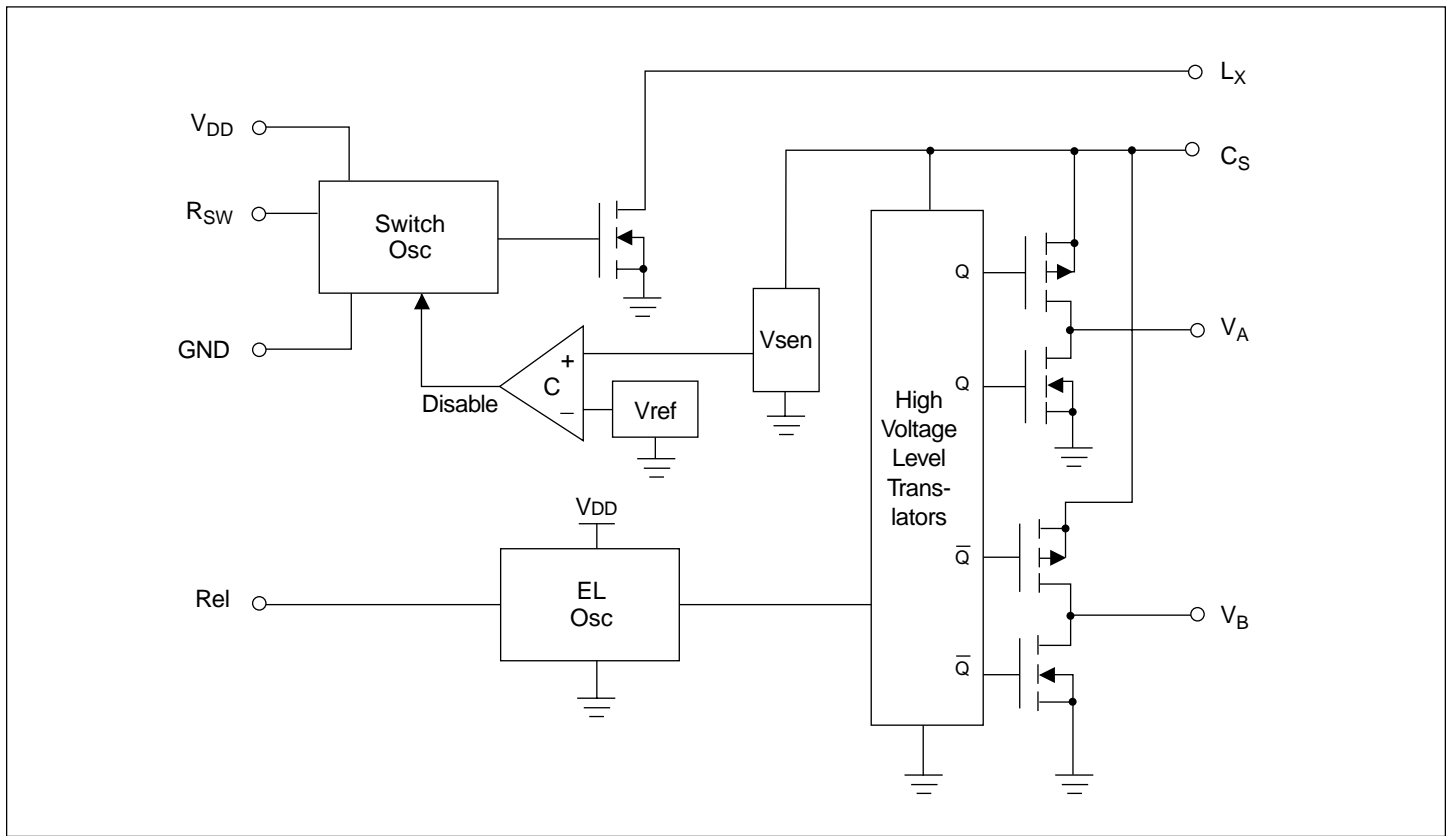 LX
VDD
CS
RSW
Switch
Osc
Q
VA
Vsen
GND
+
C
−
Disable
Vref
Q
High
Voltage
Level
Trans-
lators
VDD
Q̅
Rel
EL
Osc
VB
Q̅